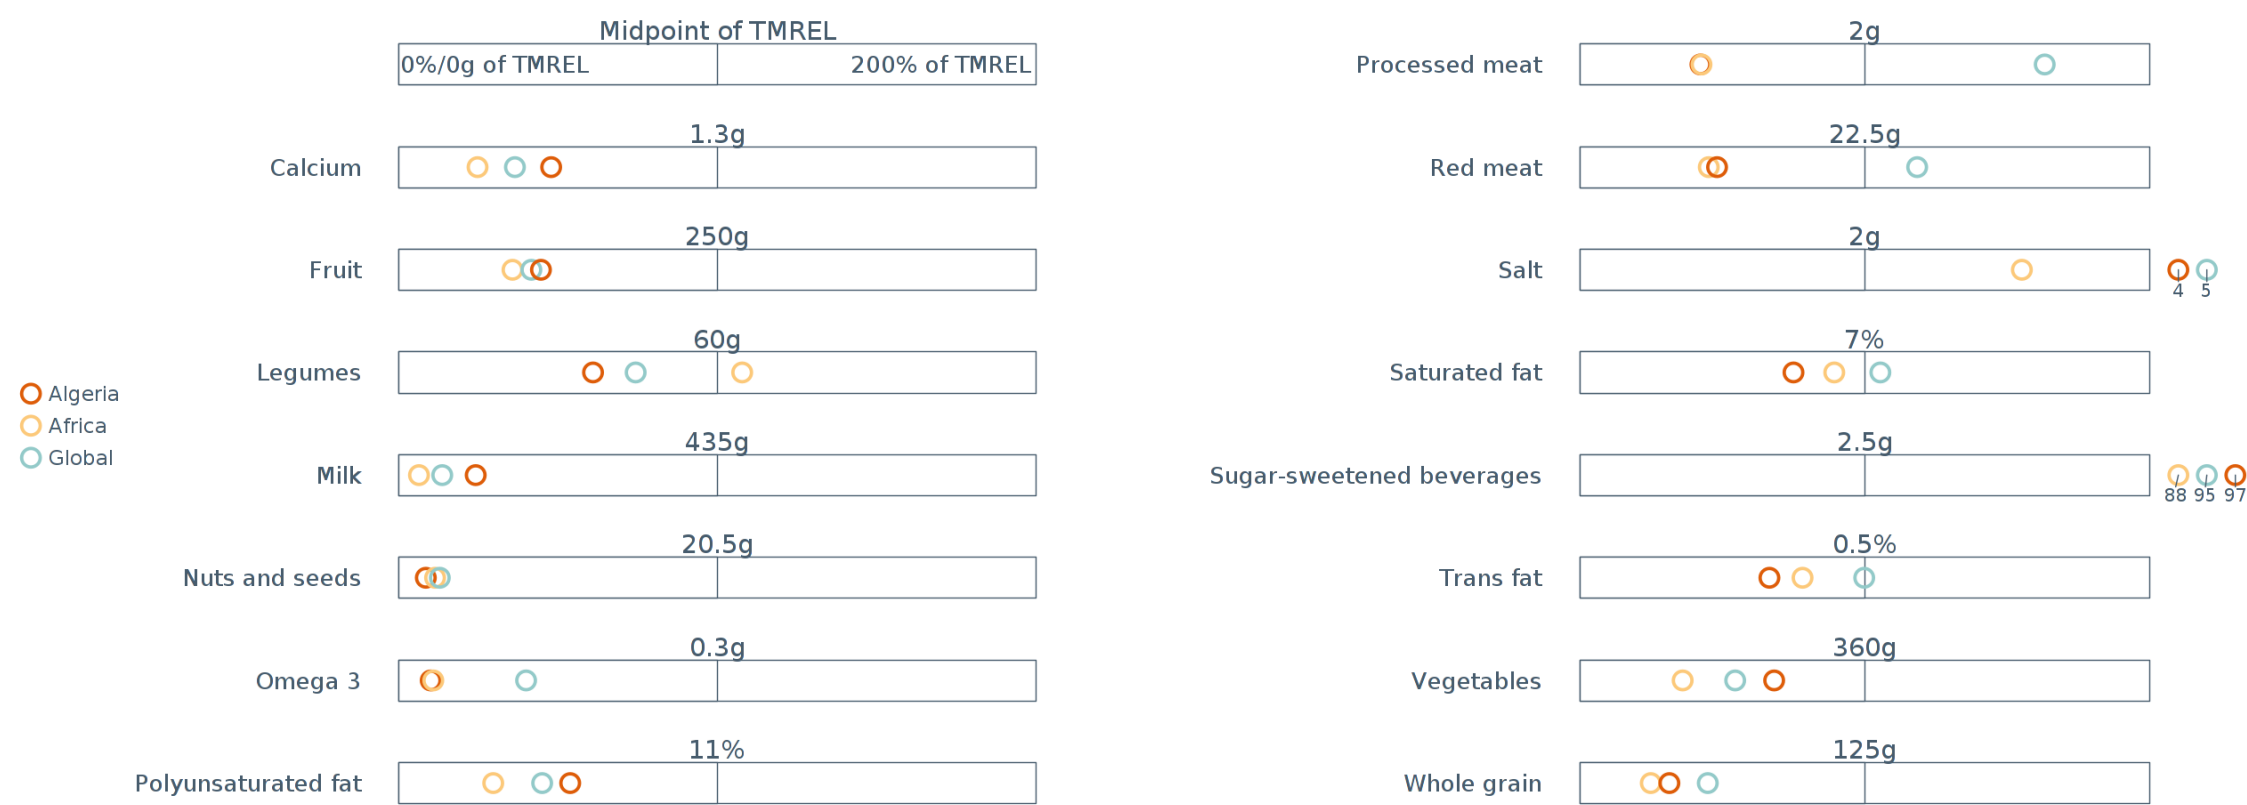 Midpoint of TMREL
0%/0g of TMREL
200% of TMREL
Calcium
1.3g
Fruit
250g
Legumes
60g
Milk
435g
Nuts and seeds
20.5g
Omega 3
0.3g
Polyunsaturated fat
11%
Algeria
Africa
Global
Processed meat
2g
Red meat
22.5g
Salt
2g
4 5
Saturated fat
7%
Sugar-sweetened beverages
2.5g
88 95 97
Trans fat
0.5%
Vegetables
360g
Whole grain
125g